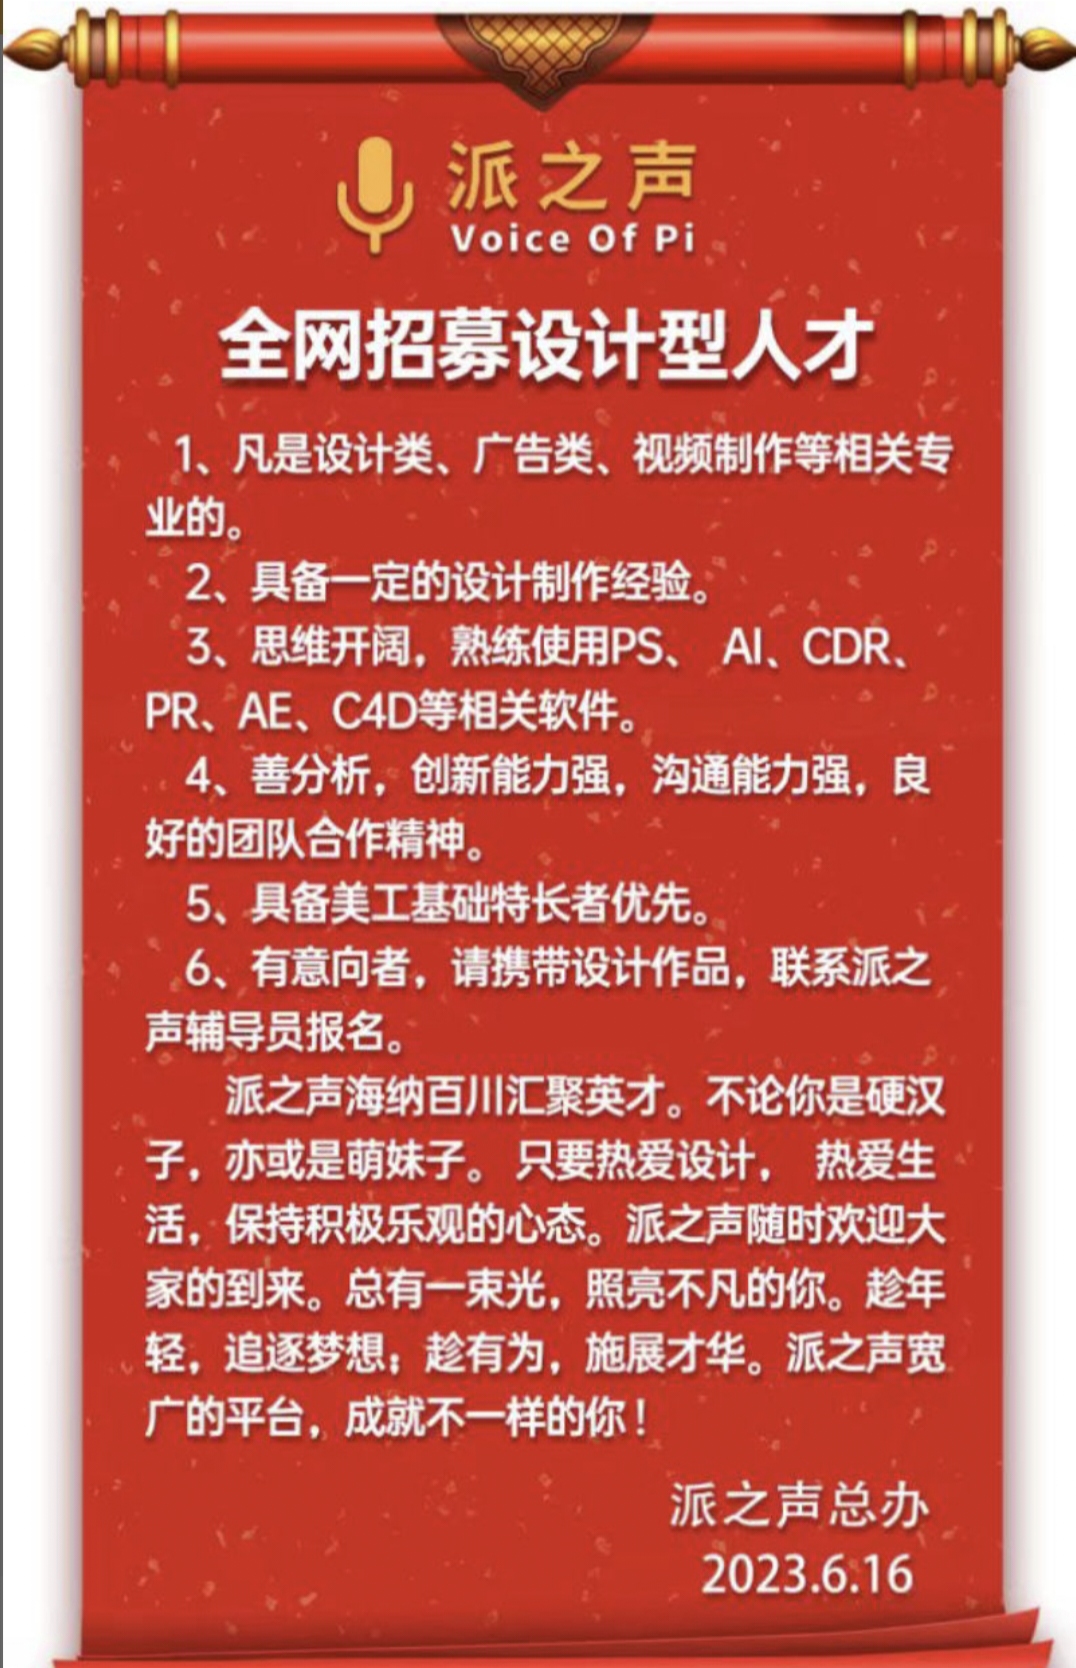 派之声
Voice Of Pi
全网招募设计型人才
1、凡是设计类、广告类、视频制作等相关专
业的。
2、具备一定的设计制作经验。
3、思维开阔，熟练使用PS、 AI、CDR、
PR、AE、C4D等相关软件。
4、善分析，创新能力强，沟通能力强，良
好的团队合作精神。
5、具备美工基础特长者优先。
6、有意向者，请携带设计作品，联系派之
声辅导员报名。
派之声海纳百川汇聚英才。不论你是硬汉
子，亦或是萌妹子。 只要热爱设计， 热爱生
活，保持积极乐观的心态。派之声随时欢迎大
家的到来。总有一束光，照亮不凡的你。趁年
轻，追逐梦想；趁有为，施展才华。派之声宽
广的平台，成就不一样的你！
派之声总办
2023.6.16